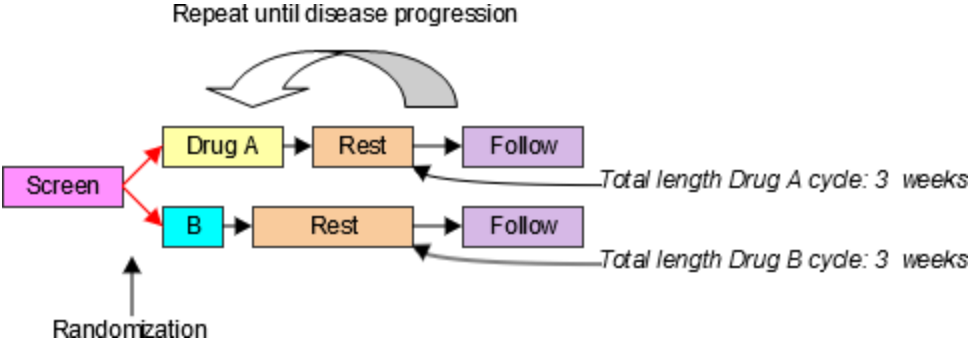 Repeat until disease progression
Drug A
Rest
Follow
Total length Drug A cycle: 3 weeks
Screen
B
Rest
Follow
Total length Drug B cycle: 3 weeks
Randomization